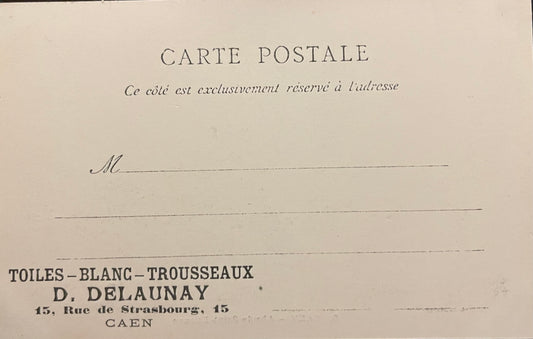 CARTE POSTALE
Ce côté est exclusivement réservé à l'adresse
M
TOILES-BLANC-TROUSSEAUX
D. DELAUNAY
15, Rue de Strasbourg, 15
CAEN